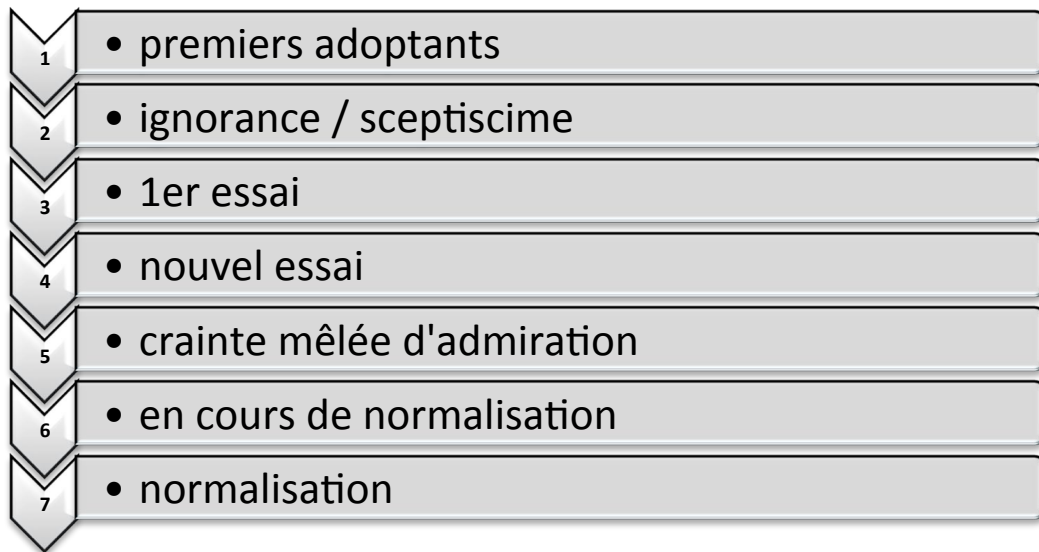 1 • premiers adoptants
2 • ignorance / sceptiscime
3 • 1er essai
4 • nouvel essai
5 • crainte mêlée d'admiration
6 • en cours de normalisation
7 • normalisation